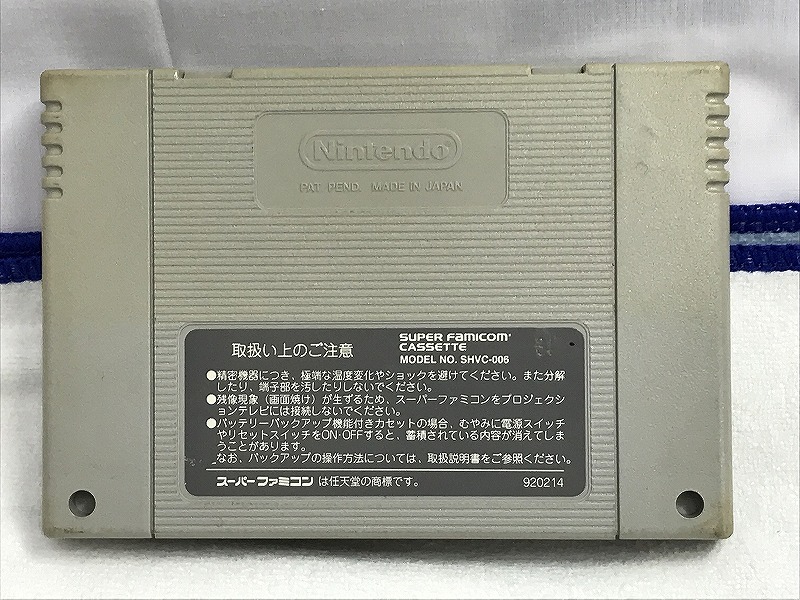 Nintendo
PAT PEND. MADE IN JAPAN
取扱い上のご注意
SUPER FAMICOM
CASSETTE
MODEL NO. SHVC-006
●精密機器につき、極端な温度変化やショックを避けてください。また分解
したり、端子部を汚したりしないでください。
●残像現象（画面焼け）が生ずるため、スーパーファミコンをプロジェクシ
ョンテレビには接続しないでください。
●バッテリーバックアップ機能付きカセットの場合、むやみに電源スイッチ
やリセットスイッチをON・OFFすると、蓄積されている内容が消えてしま
うことがあります。
なお、バックアップの操作方法については、取扱説明書をご参照ください。
スーパーファミコン は任天堂の商標です。
920214